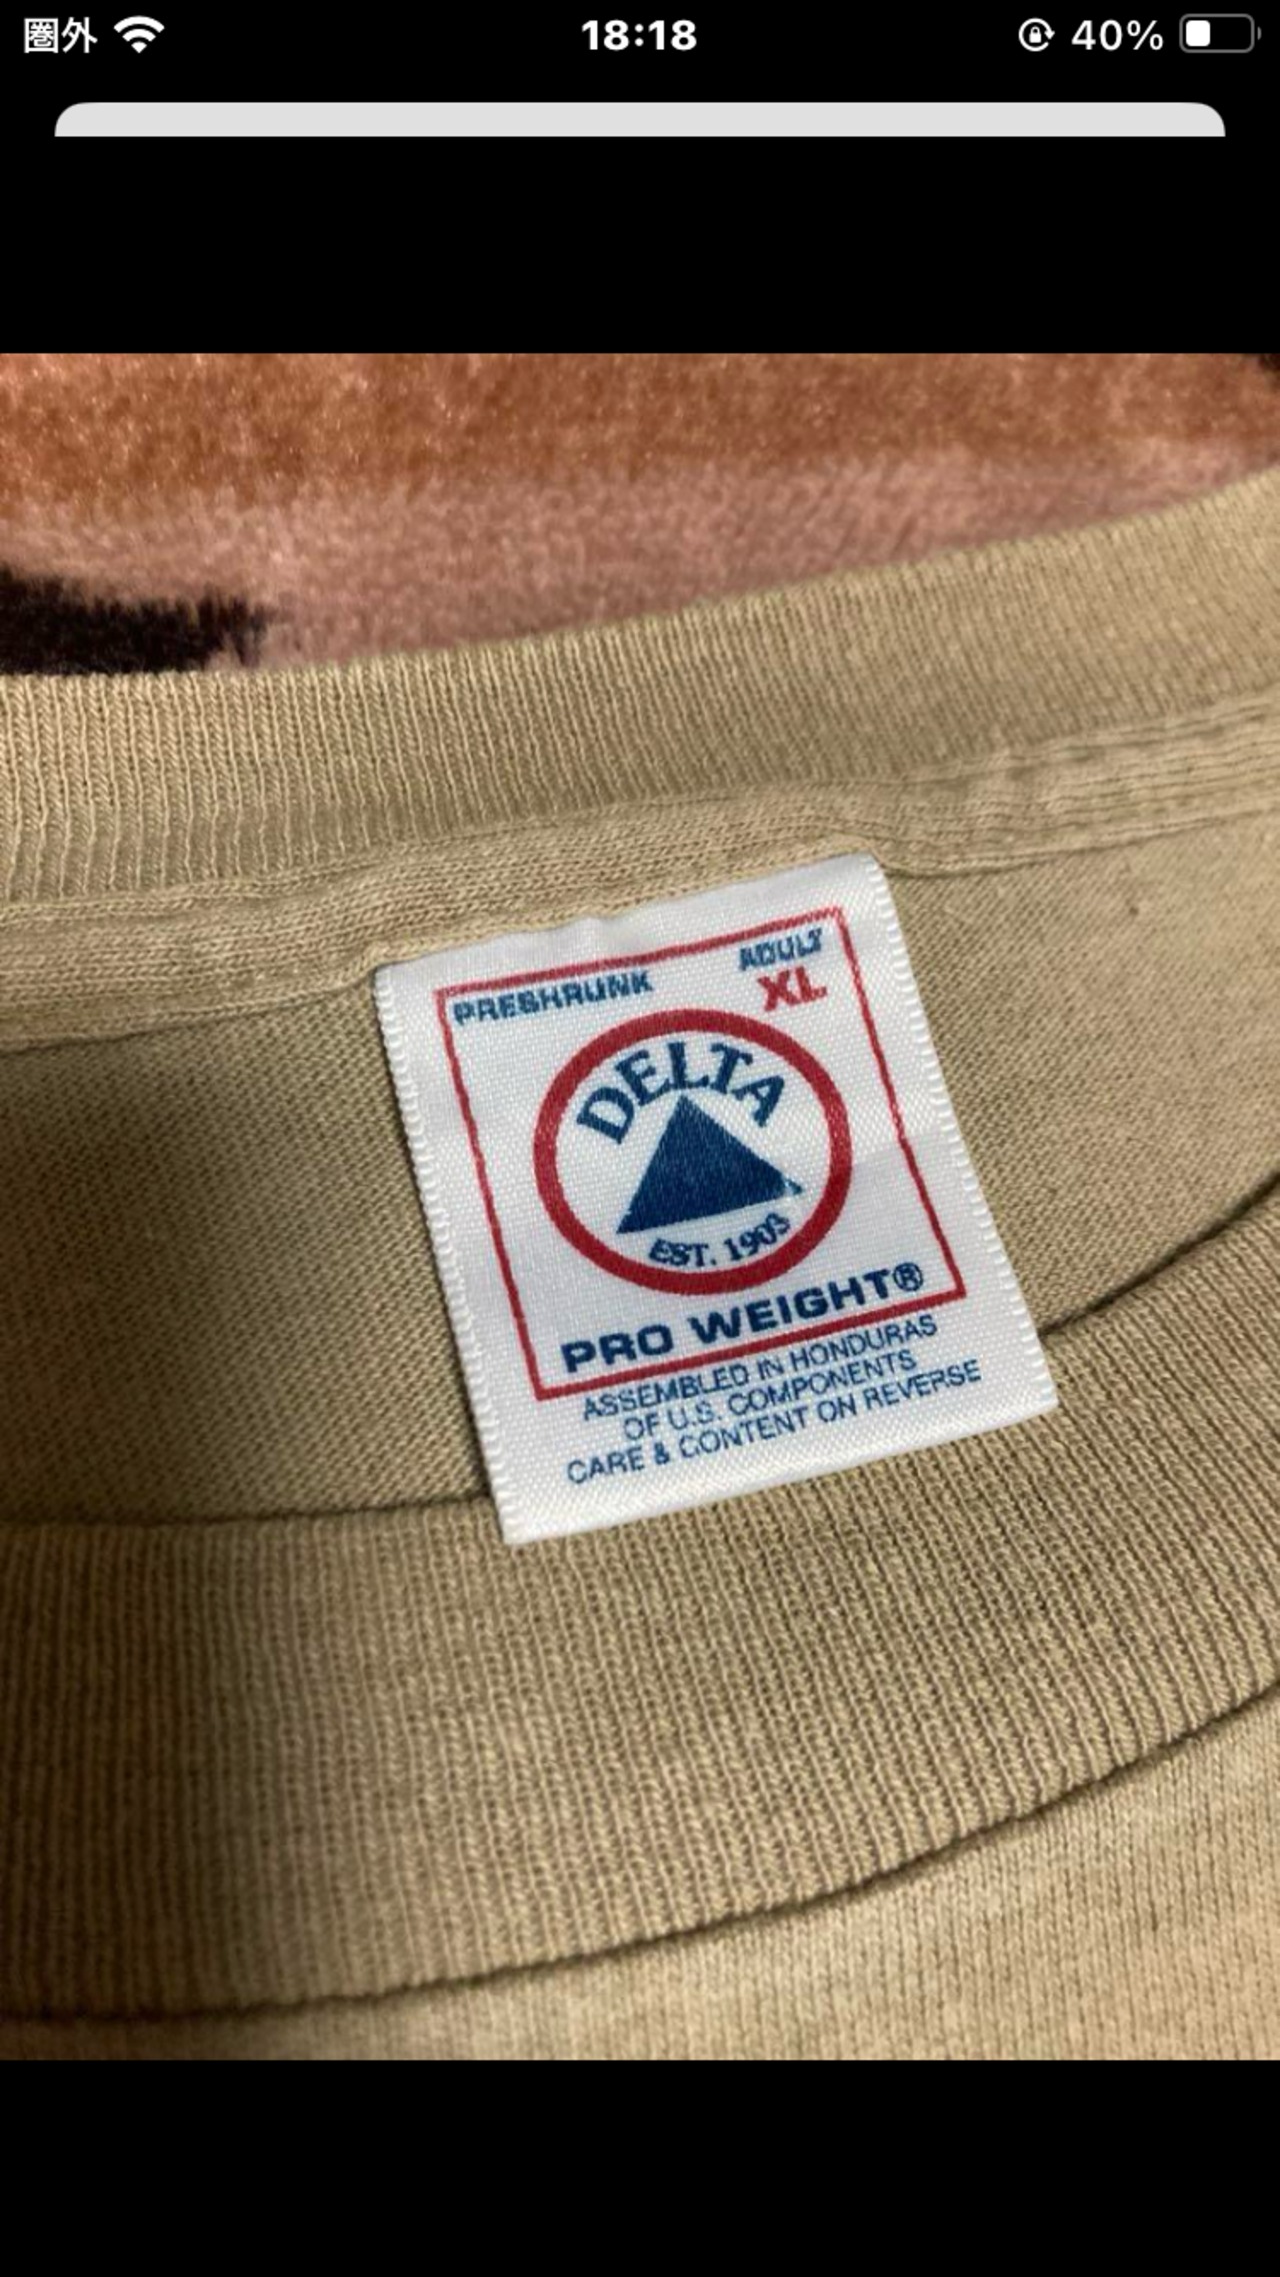 圏外
18:18
40%
PRESHRUNK
ADULT
XL
DELTA
EST. 1903
PRO WEIGHT®
ASSEMBLED IN HONDURAS
OF U.S. COMPONENTS
CARE & CONTENT ON REVERSE